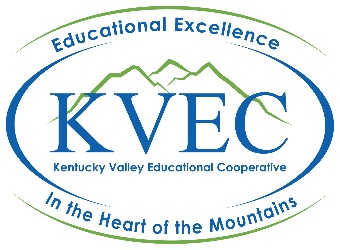 Educational Excellence
KVEC
Kentucky Valley Educational Cooperative
In the Heart of the Mountains